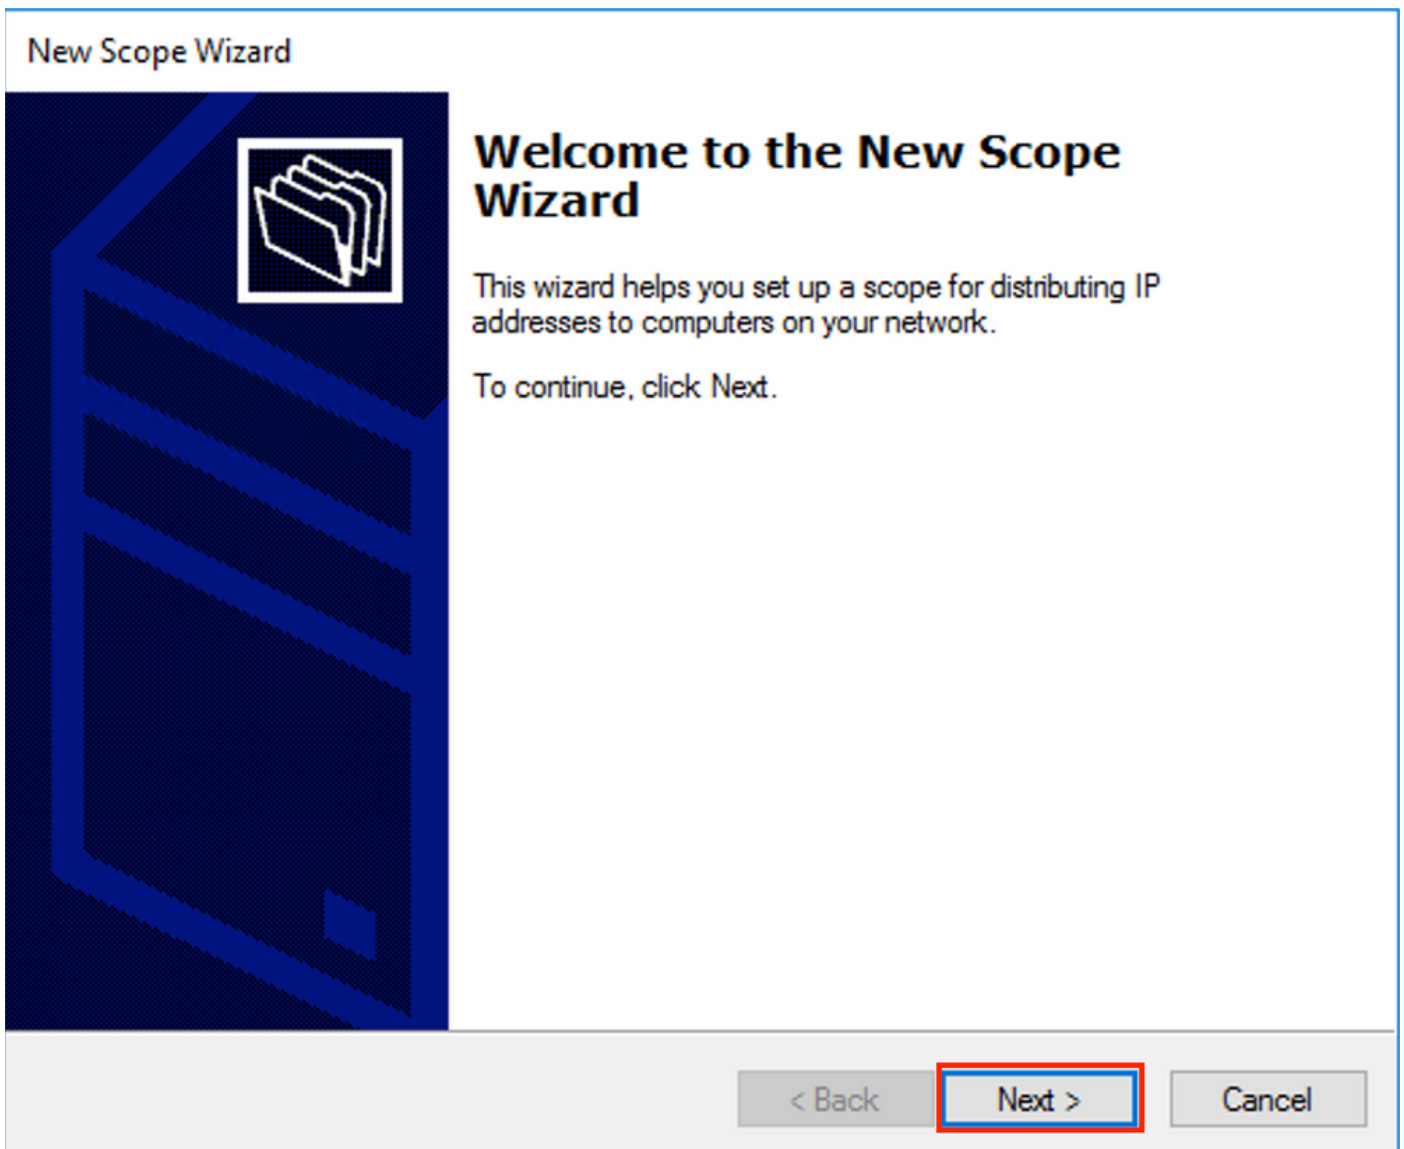 New Scope Wizard
Welcome to the New Scope
Wizard
This wizard helps you set up a scope for distributing IP
addresses to computers on your network.
To continue, click Next.
< Back Next > Cancel